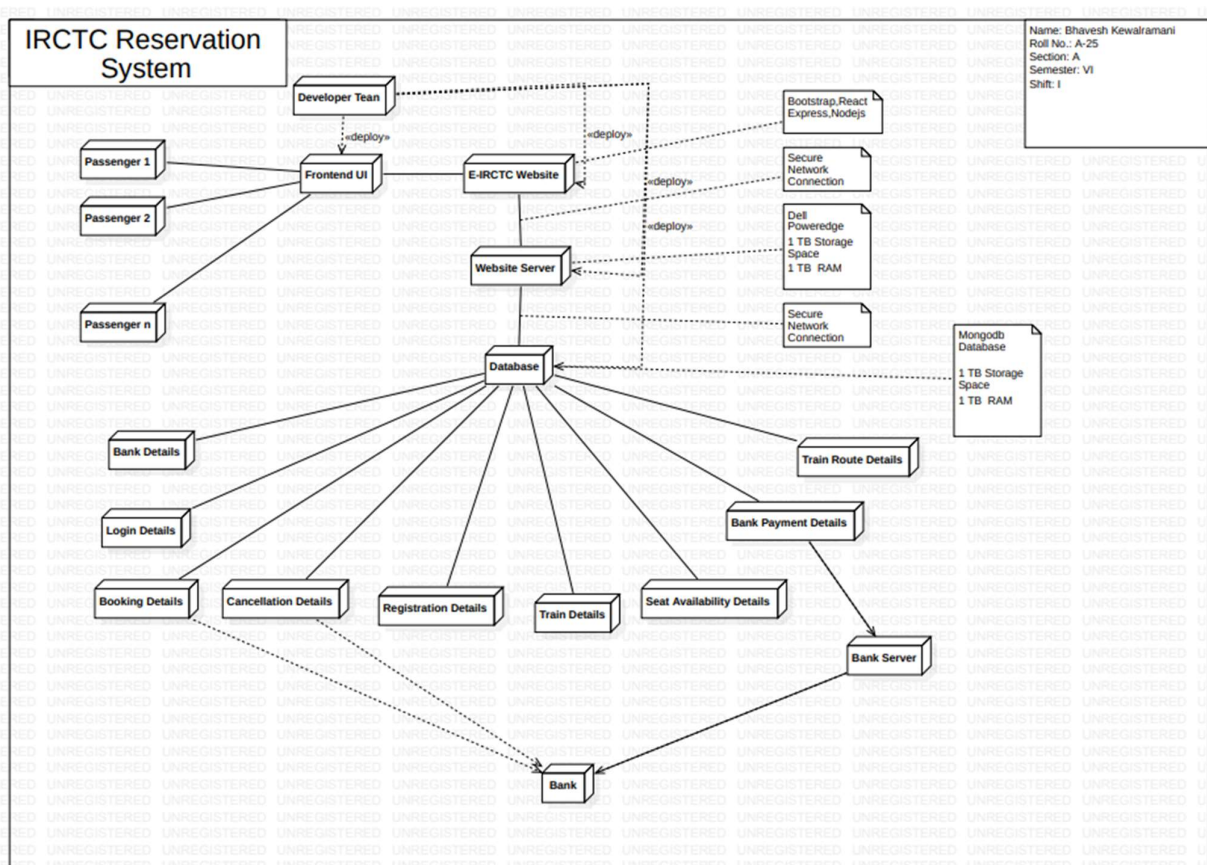 IRCTC Reservation
System
Name: Bhavesh Kewalramani
Roll No.: A-25
Section: A
Semester: VI
Shift: I
Developer Tean
«deploy»
«deploy»
«deploy»
«deploy»
Bootstrap,React
Express,Nodejs
Passenger 1
Frontend UI
E-IRCTC Website
Secure
Network
Connection
Passenger 2
Dell
Poweredge
1 TB Storage
Space
1 TB RAM
Website Server
Passenger n
Secure
Network
Connection
Mongodb
Database
1 TB Storage
Space
1 TB RAM
Database
Bank Details
Train Route Details
Login Details
Bank Payment Details
Booking Details
Cancellation Details
Registration Details
Train Details
Seat Availability Details
Bank Server
Bank
UNREGISTERED